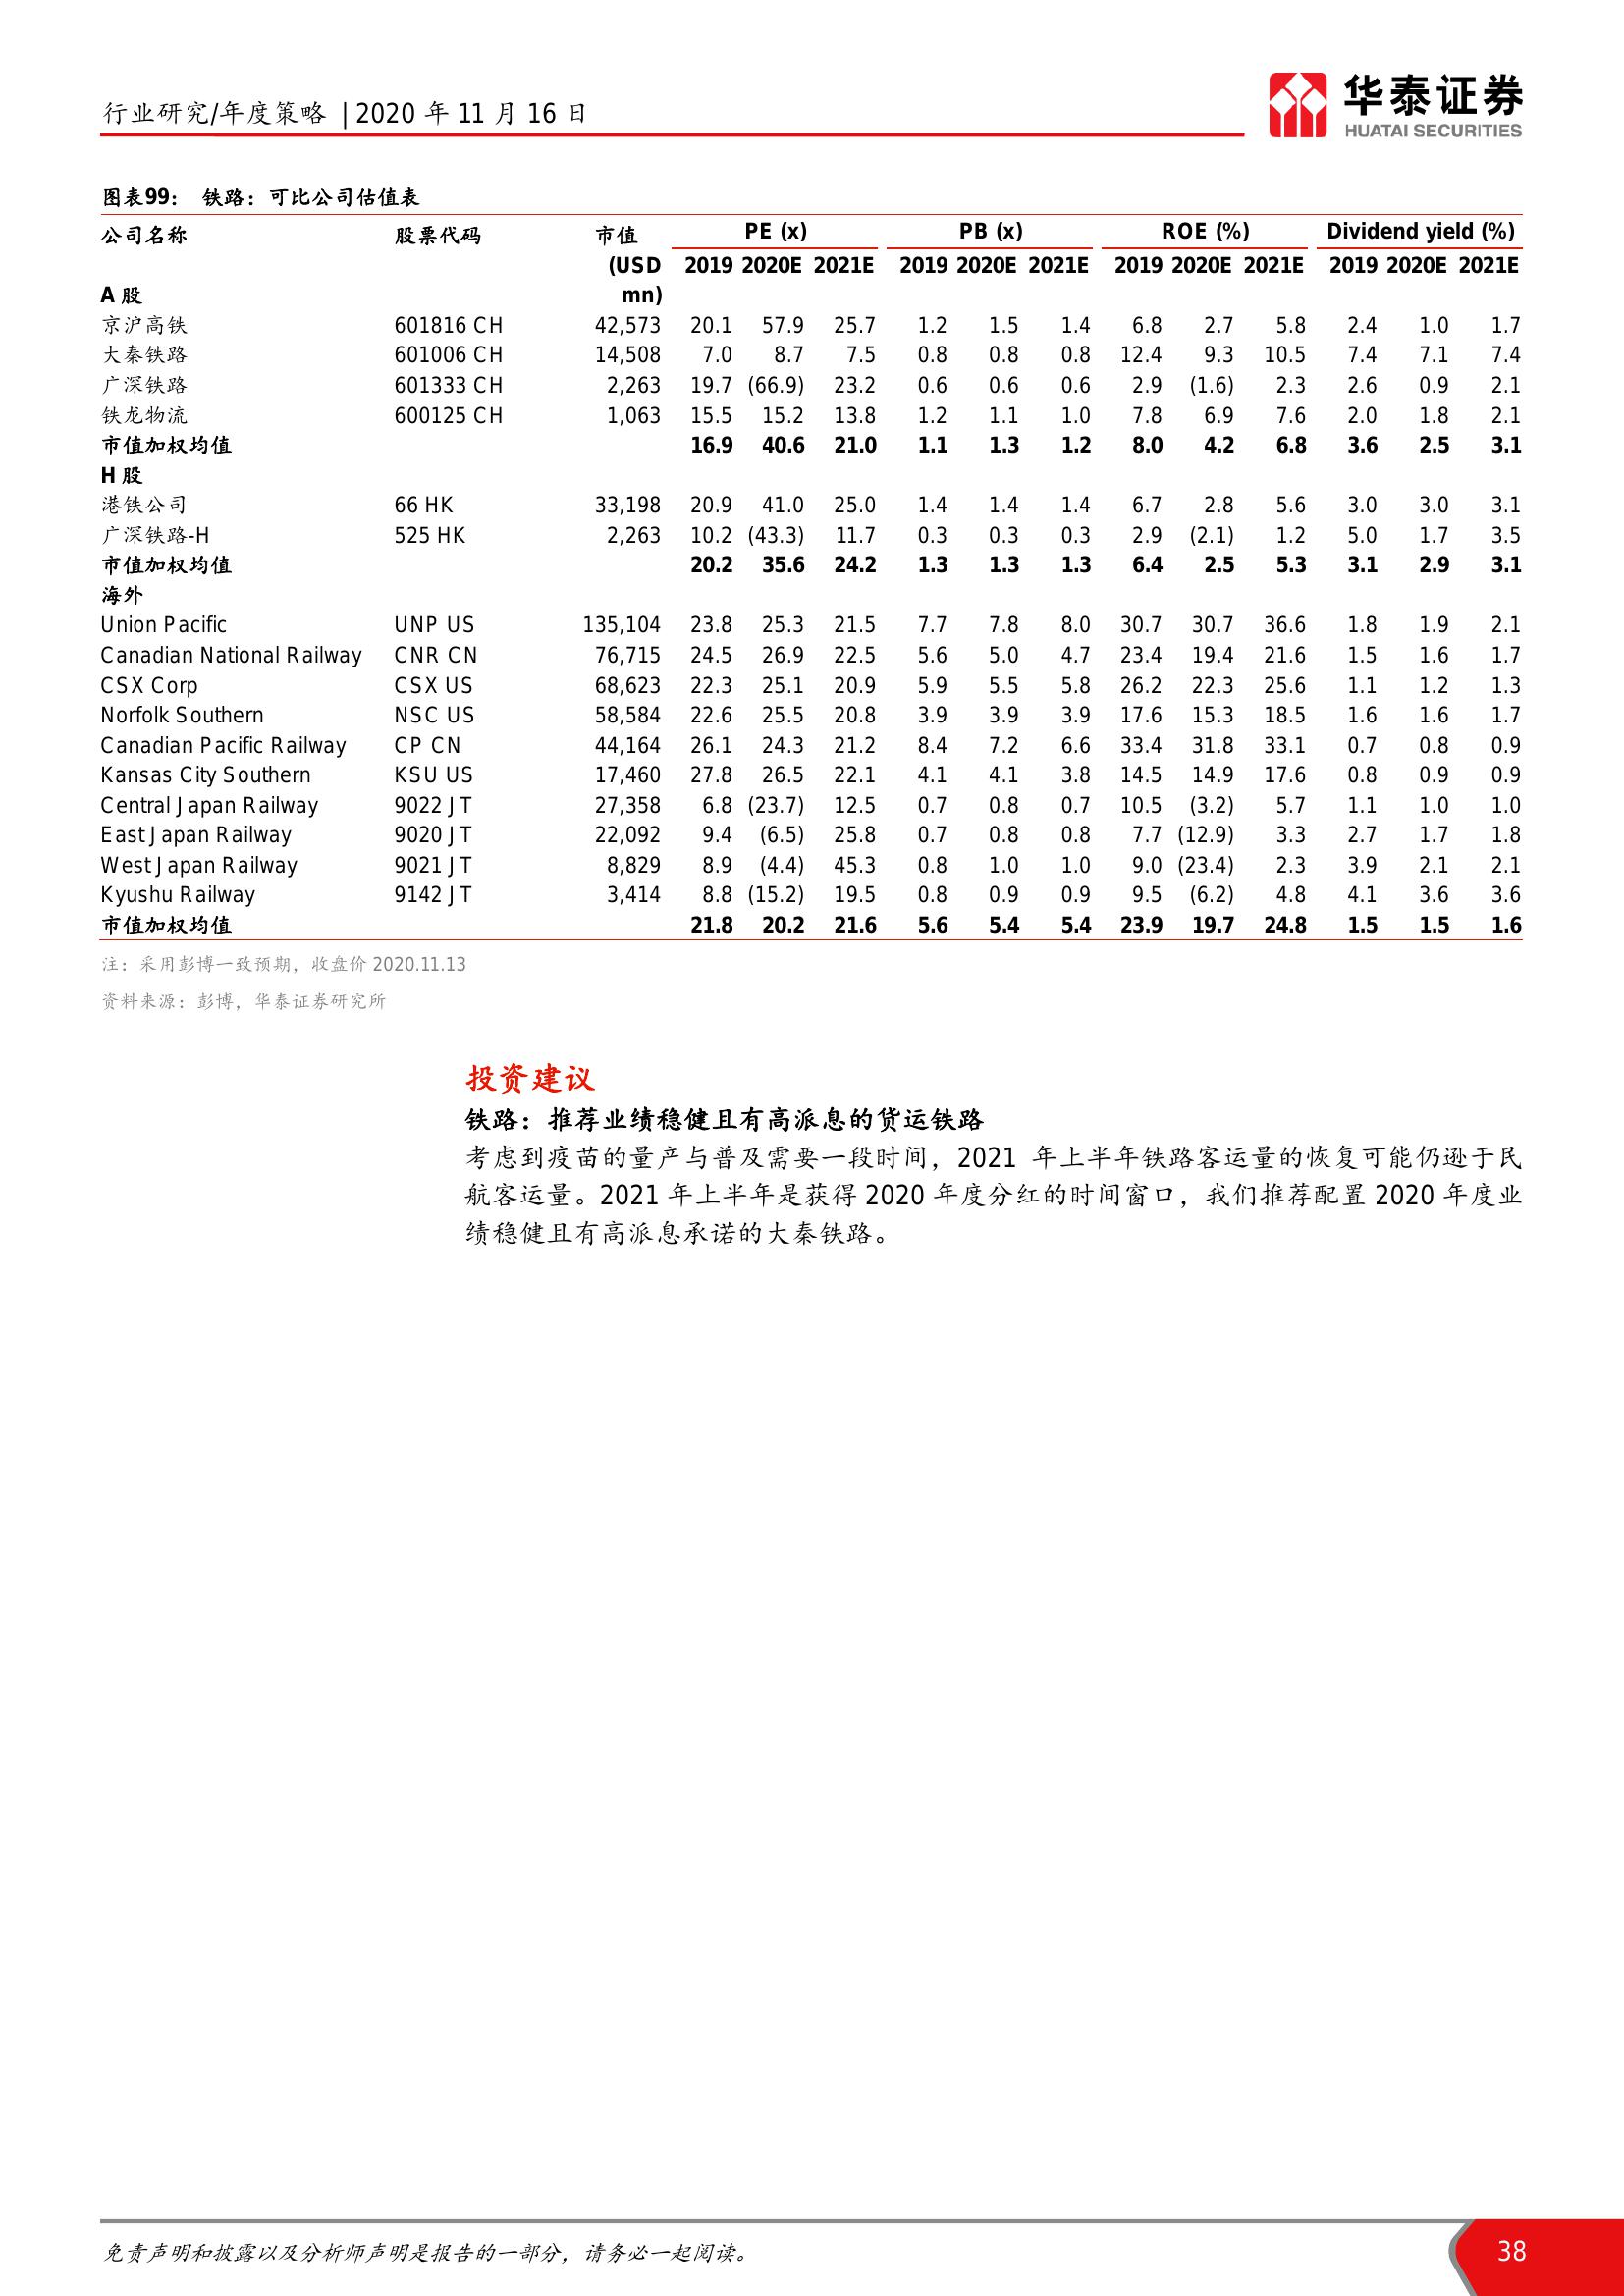 行业研究/年度策略 | 2020 年 11 月 16 日
华泰证券
HUATAI SECURITIES
图表99： 铁路：可比公司估值表
公司名称 股票代码 市值 PE (x) PB (x) ROE (%) Dividend yield (%)
(USD 2019 2020E 2021E 2019 2020E 2021E 2019 2020E 2021E 2019 2020E 2021E
A 股 mn)
京沪高铁 601816 CH 42,573 20.1 57.9 25.7 1.2 1.5 1.4 6.8 2.7 5.8 2.4 1.0 1.7
大秦铁路 601006 CH 14,508 7.0 8.7 7.5 0.8 0.8 0.8 12.4 9.3 10.5 7.4 7.1 7.4
广深铁路 601333 CH 2,263 19.7 (66.9) 23.2 0.6 0.6 0.6 2.9 (1.6) 2.3 2.6 0.9 2.1
铁龙物流 600125 CH 1,063 15.5 15.2 13.8 1.2 1.1 1.0 7.8 6.9 7.6 2.0 1.8 2.1
市值加权均值 16.9 40.6 21.0 1.1 1.3 1.2 8.0 4.2 6.8 3.6 2.5 3.1
H 股
港铁公司 66 HK 33,198 20.9 41.0 25.0 1.4 1.4 1.4 6.7 2.8 5.6 3.0 3.0 3.1
广深铁路-H 525 HK 2,263 10.2 (43.3) 11.7 0.3 0.3 0.3 2.9 (2.1) 1.2 5.0 1.7 3.5
市值加权均值 20.2 35.6 24.2 1.3 1.3 1.3 6.4 2.5 5.3 3.1 2.9 3.1
海外
Union Pacific UNP US 135,104 23.8 25.3 21.5 7.7 7.8 8.0 30.7 30.7 36.6 1.8 1.9 2.1
Canadian National Railway CNR CN 76,715 24.5 26.9 22.5 5.6 5.0 4.7 23.4 19.4 21.6 1.5 1.6 1.7
CSX Corp CSX US 68,623 22.3 25.1 20.9 5.9 5.5 5.8 26.2 22.3 25.6 1.1 1.2 1.3
Norfolk Southern NSC US 58,584 22.6 25.5 20.8 3.9 3.9 3.9 17.6 15.3 18.5 1.6 1.6 1.7
Canadian Pacific Railway CP CN 44,164 26.1 24.3 21.2 8.4 7.2 6.6 33.4 31.8 33.1 0.7 0.8 0.9
Kansas City Southern KSU US 17,460 27.8 26.5 22.1 4.1 4.1 3.8 14.5 14.9 17.6 0.8 0.9 0.9
Central Japan Railway 9022 JT 27,358 6.8 (23.7) 12.5 0.7 0.8 0.7 10.5 (3.2) 5.7 1.1 1.0 1.0
East Japan Railway 9020 JT 22,092 9.4 (6.5) 25.8 0.7 0.8 0.8 7.7 (12.9) 3.3 2.7 1.7 1.8
West Japan Railway 9021 JT 8,829 8.9 (4.4) 45.3 0.8 1.0 1.0 9.0 (23.4) 2.3 3.9 2.1 2.1
Kyushu Railway 9142 JT 3,414 8.8 (15.2) 19.5 0.8 0.9 0.9 9.5 (6.2) 4.8 4.1 3.6 3.6
市值加权均值 21.8 20.2 21.6 5.6 5.4 5.4 23.9 19.7 24.8 1.5 1.5 1.6
注：采用彭博一致预期，收盘价 2020.11.13
资料来源：彭博，华泰证券研究所
投资建议
铁路：推荐业绩稳健且有高派息的货运铁路
考虑到疫苗的量产与普及需要一段时间，2021 年上半年铁路客运量的恢复可能仍逊于民
航客运量。2021 年上半年是获得 2020 年度分红的时间窗口，我们推荐配置 2020 年度业
绩稳健且有高派息承诺的大秦铁路。
免责声明和披露以及分析师声明是报告的一部分，请务必一起阅读。
38